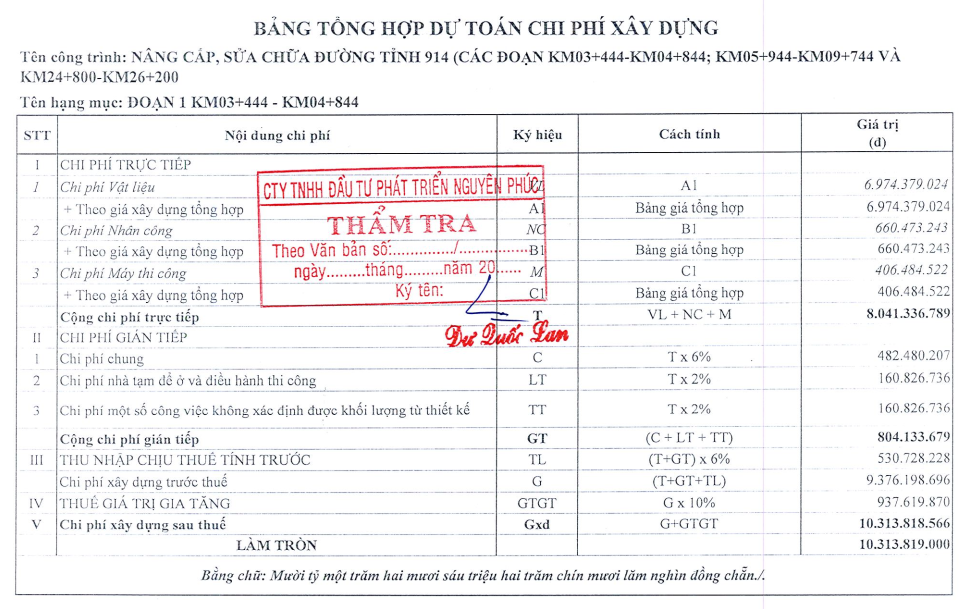 BẢNG TỔNG HỢP DỰ TOÁN CHI PHÍ XÂY DỰNG
Tên công trình: NÂNG CẤP, SỬA CHỮA ĐƯỜNG TỈNH 914 (CÁC ĐOẠN KM03+444-KM04+844; KM05+944-KM09+744 VÀ
KM24+800-KM26+200
Tên hạng mục: ĐOẠN 1 KM03+444 - KM04+844
STT Nội dung chi phí Ký hiệu Cách tính Giá trị (đ)
I CHI PHÍ TRỰC TIẾP
1 Chi phí Vật liệu VL A1 6.974.379.024
+ Theo giá xây dựng tổng hợp A1 Bảng giá tổng hợp 6.974.379.024
2 Chi phí Nhân công NC B1 660.473.243
+ Theo giá xây dựng tổng hợp B1 Bảng giá tổng hợp 660.473.243
3 Chi phí Máy thi công M C1 406.484.522
+ Theo giá xây dựng tổng hợp C1 Bảng giá tổng hợp 406.484.522
Cộng chi phí trực tiếp T VL + NC + M 8.041.336.789
CTY TNHH ĐẦU TƯ PHÁT TRIỂN NGUYÊN PHÚC
THẨM TRA
Theo Văn bản số:............../................
ngày.........tháng.........năm 20......
Ký tên:
Dư Quốc Lan
II CHI PHÍ GIÁN TIẾP
1 Chi phí chung C T x 6% 482.480.207
2 Chi phí nhà tạm để ở và điều hành thi công LT T x 2% 160.826.736
3 Chi phí một số công việc không xác định được khối lượng từ thiết kế TT T x 2% 160.826.736
Cộng chi phí gián tiếp GT (C + LT + TT) 804.133.679
III THU NHẬP CHỊU THUẾ TÍNH TRƯỚC TL (T+GT) x 6% 530.728.228
Chi phí xây dựng trước thuế G (T+GT+TL) 9.376.198.696
IV THUẾ GIÁ TRỊ GIA TĂNG GTGT G x 10% 937.619.870
V Chi phí xây dựng sau thuế Gxd G+GTGT 10.313.818.566
LÀM TRÒN 10.313.819.000
Bằng chữ: Mười tỷ một trăm hai mươi sáu triệu hai trăm chín mươi lăm nghìn đồng chẵn./.